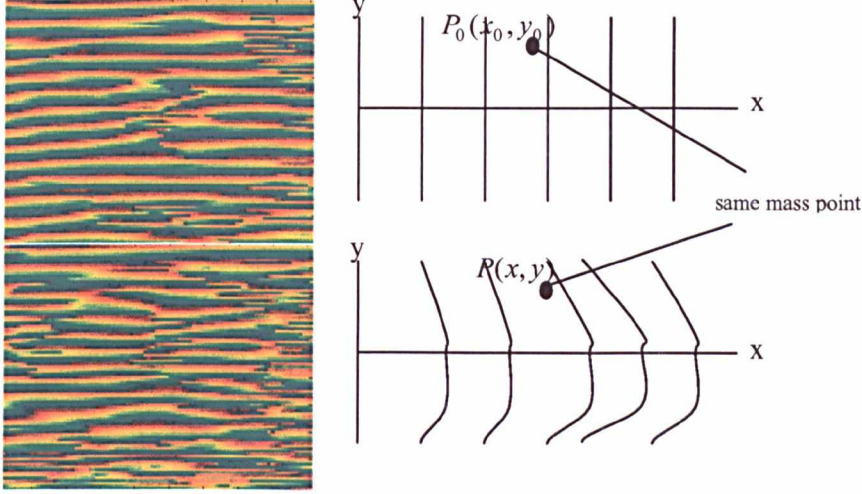 y
P₀(x₀, y₀)
x
same mass point
y
P(x, y)
x